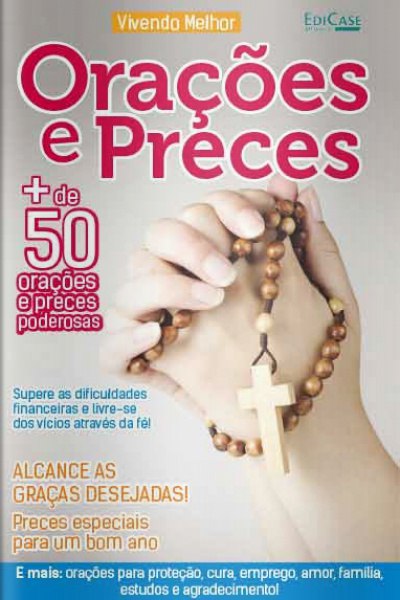 Vivendo Melhor
EDICASE
Orações
e Preces
+ de
50
orações
e preces
poderosas
Supere as dificuldades
financeiras e livre-se
dos vícios através da fé!
ALCANCE AS
GRAÇAS DESEJADAS!
Preces especiais
para um bom ano
E mais: orações para proteção, cura, emprego, amor, família,
estudos e agradecimento!